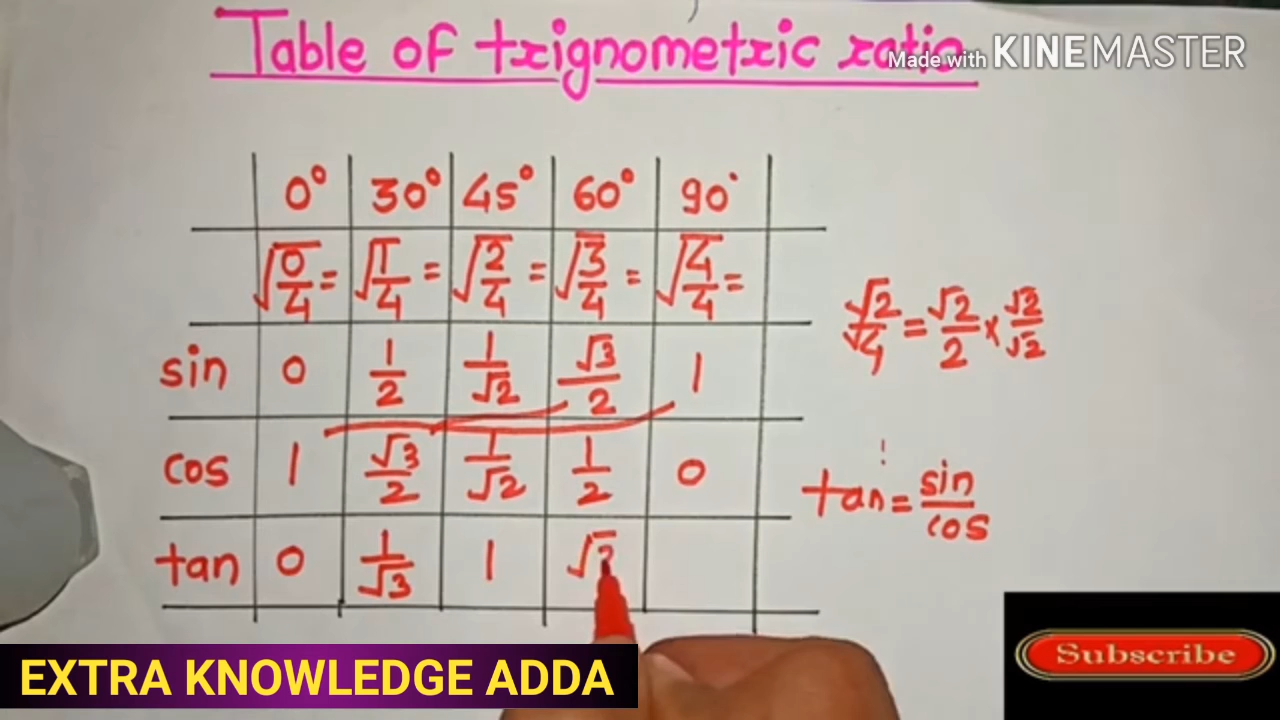 Table of trignometric ratio
Made with KINEMASTER
0° 30° 45° 60° 90°
√0/4 = √1/4 = √2/4 = √3/4 = √4/4 =
√2/√4 = √2/2 × √2/√2
sin 0 1/2 1/√2 √3/2 1
cos 1 √3/2 1/√2 1/2 0
tan = sin/cos
tan 0 1/√3 1 √3
Subscribe
EXTRA KNOWLEDGE ADDA